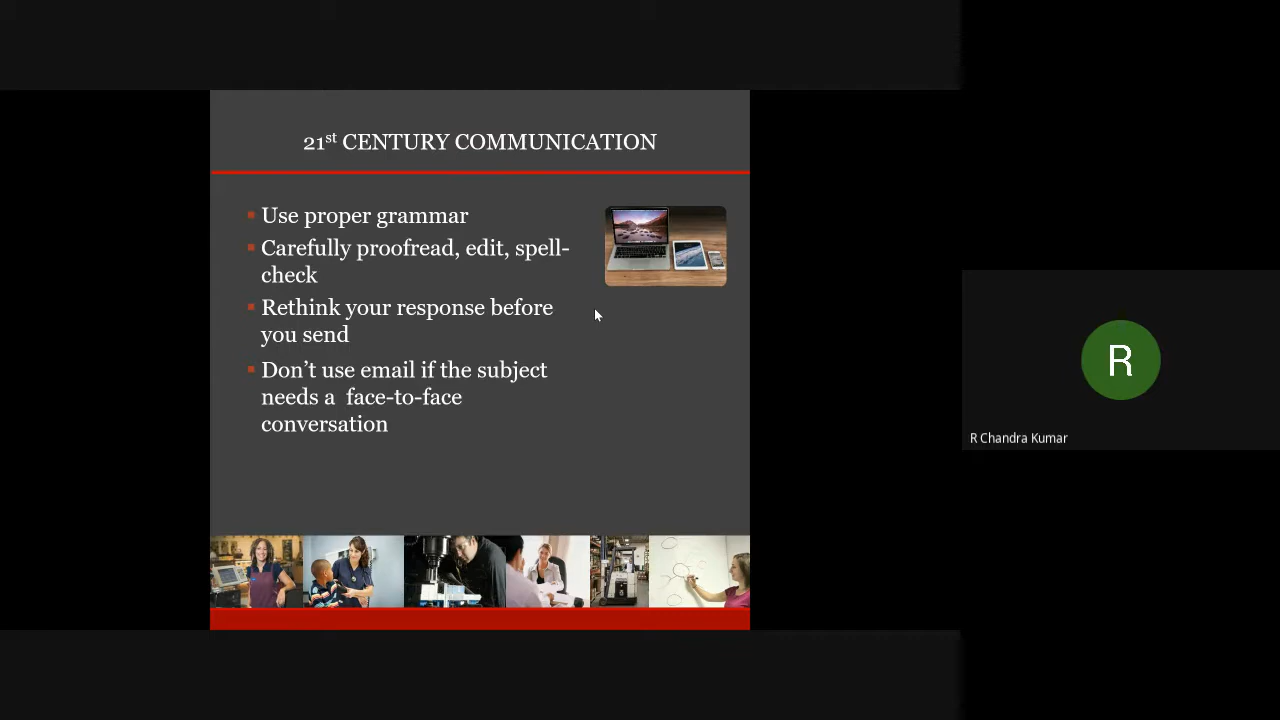 21st CENTURY COMMUNICATION
Use proper grammar
Carefully proofread, edit, spell-
check
Rethink your response before
you send
Don’t use email if the subject
needs a  face-to-face
conversation
R
R Chandra Kumar